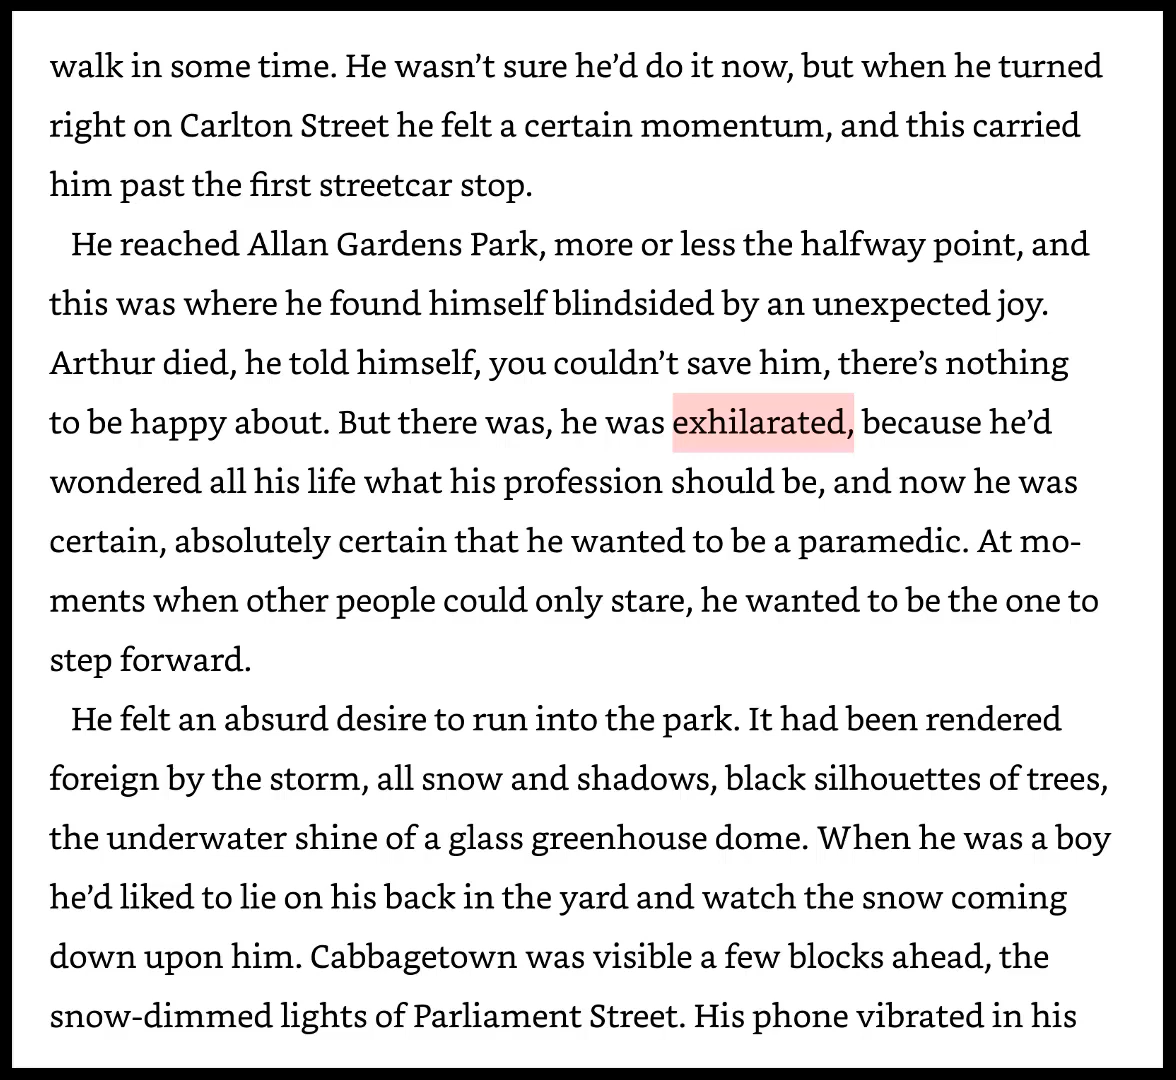 walk in some time. He wasn’t sure he’d do it now, but when he turned
right on Carlton Street he felt a certain momentum, and this carried
him past the first streetcar stop.
He reached Allan Gardens Park, more or less the halfway point, and
this was where he found himself blindsided by an unexpected joy.
Arthur died, he told himself, you couldn’t save him, there’s nothing
to be happy about. But there was, he was exhilarated, because he’d
wondered all his life what his profession should be, and now he was
certain, absolutely certain that he wanted to be a paramedic. At mo-
ments when other people could only stare, he wanted to be the one to
step forward.
He felt an absurd desire to run into the park. It had been rendered
foreign by the storm, all snow and shadows, black silhouettes of trees,
the underwater shine of a glass greenhouse dome. When he was a boy
he’d liked to lie on his back in the yard and watch the snow coming
down upon him. Cabbagetown was visible a few blocks ahead, the
snow-dimmed lights of Parliament Street. His phone vibrated in his